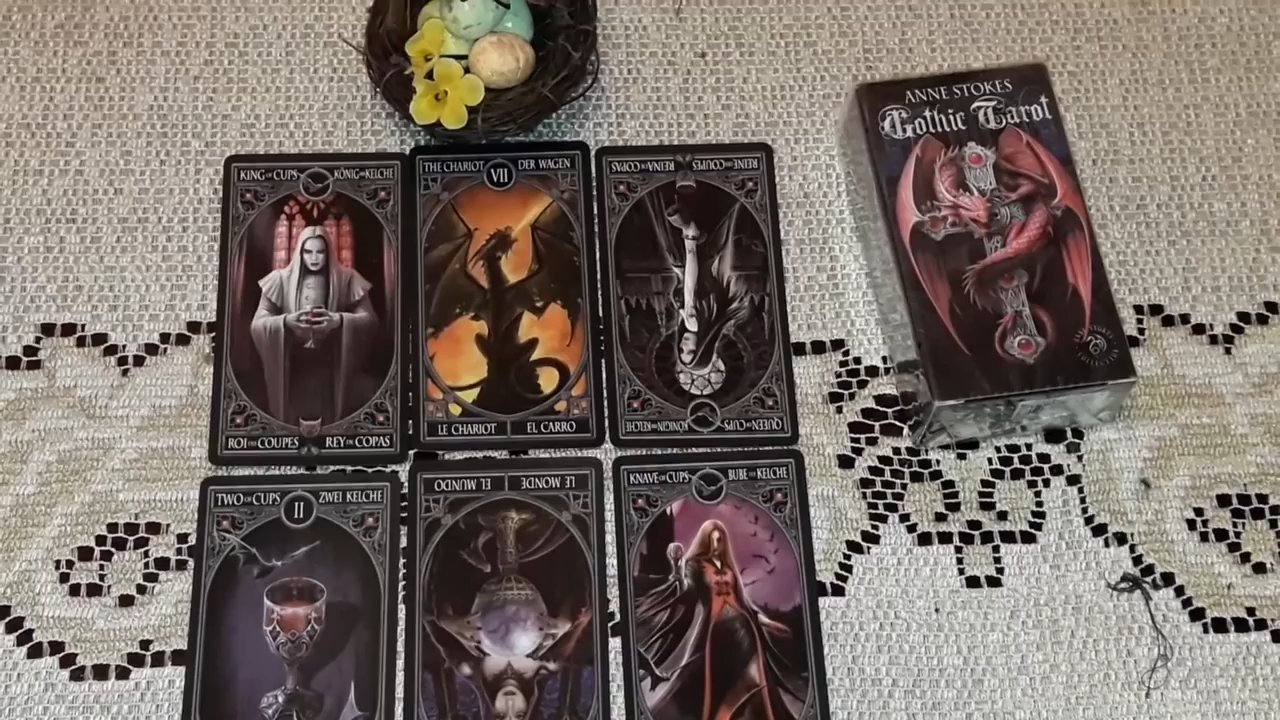 ANNE STOKES
Gothic Tarot
KING OF CUPS KÖNIG DER KELCHE
ROI DES COUPES REY DE COPAS
THE CHARIOT VII DER WAGEN
LE CHARIOT EL CARRO
QUEEN OF CUPS KÖNIGIN DER KELCHE
REINE DES COUPES REINA DE COPAS
TWO OF CUPS II ZWEI KELCHE
LE MONDE EL MUNDO
KNAVE OF CUPS BUBE DER KELCHE